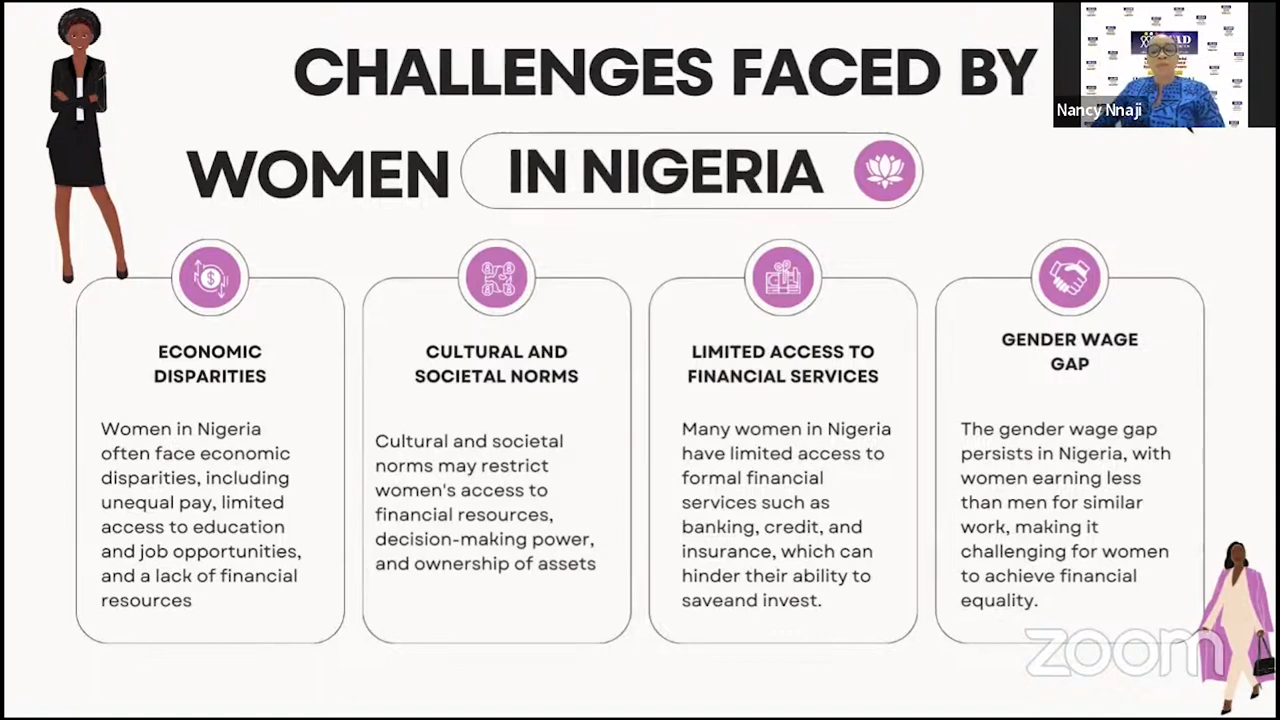 CHALLENGES FACED BY
WOMEN IN NIGERIA
Nancy Nnaji
ECONOMIC
DISPARITIES
Women in Nigeria
often face economic
disparities, including
unequal pay, limited
access to education
and job opportunities,
and a lack of financial
resources
CULTURAL AND
SOCIETAL NORMS
Cultural and societal
norms may restrict
women's access to
financial resources,
decision-making power,
and ownership of assets
LIMITED ACCESS TO
FINANCIAL SERVICES
Many women in Nigeria
have limited access to
formal financial
services such as
banking, credit, and
insurance, which can
hinder their ability to
saveand invest.
GENDER WAGE
GAP
The gender wage gap
persists in Nigeria, with
women earning less
than men for similar
work, making it
challenging for women
to achieve financial
equality.
zoom